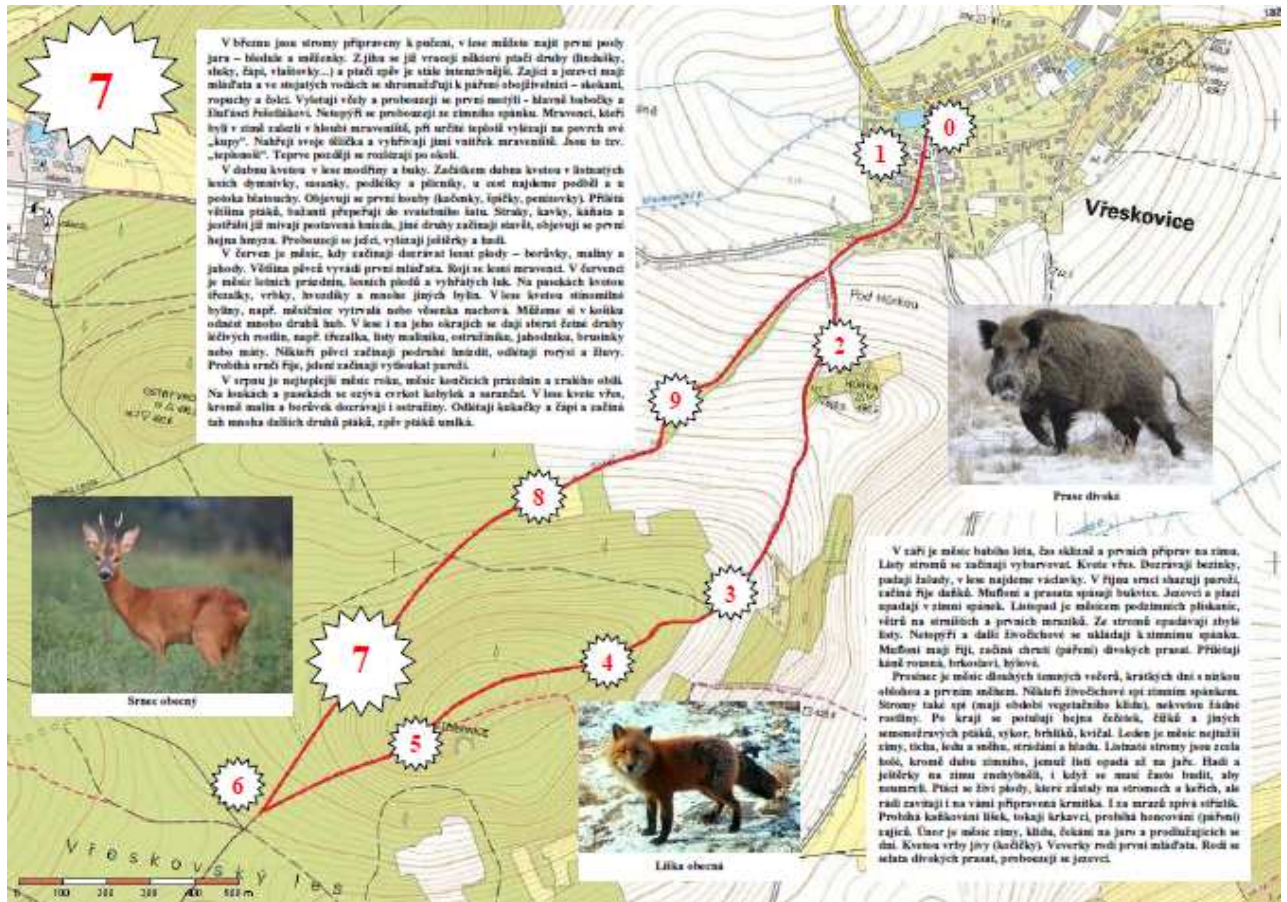 7
V březnu jsou stromy připraveny k pučení, v lese můžete najít první posly
jara – bledule a sněženky. Z jihu se již vracejí některé ptačí druhy (lindušky,
sluky, čápi, vlaštovky...) a ptačí zpěv je stále intenzivnější. Zajíci a jezevci mají
mláďata a ve stojatých vodách se shromažďují k páření obojživelníci – skokani,
ropuchy a čolci. Vyletují včely a probouzejí se první motýli – hlavně babočky a
žluťásci řešetlákoví. Netopýři se probouzejí ze zimního spánku. Mravenci, kteří
byli v zimě zalezlí v hloubi mraveniště, při určité teplotě vylézají na povrch své
„kupy“. Nahřejí svoje tělíčka a vyhřívají jimi vnitřek mraveniště. Jsou to tzv.
„teplonoši“. Teprve později se rozlézají po okolí.
V dubnu kvetou v lese modříny a buky. Začátkem dubna kvetou v listnatých
lesích dymnivky, sasanky, podléšky a plicníky, u cest najdeme podběl a u
potoka blatouchy. Objevují se první houby (kačenky, špičky, penízovky). Přilétá
většina ptáků, bažanti přepeřují do svatebního šatu. Straky, kavky, káňata a
jestřábi již mívají postavená hnízda, jiné druhy začínají stavět, objevují se první
hejna hmyzu. Probouzejí se ježci, vylézají ještěrky a hadi.
V červen je měsíc, kdy začínají dozrávat lesní plody – borůvky, maliny a
jahody. Většina pěvců vyvádí první mláďata. Rojí se lesní mravenci. V červenci
je měsíc letních prázdnin, lesních plodů a vyhřátých luk. Na pasekách kvetou
třezalky, vrbky, hvozdíky a mnoho jiných bylin. V lese kvetou stínomilné
byliny, např. měsíčnice vytrvalá nebo věsenka nachová. Můžeme si v košíku
odnést mnoho druhů hub. V lese i na jeho okrajích se dají sbírat četné druhy
léčivých rostlin, např. třezalka, listy maliníku, ostružiníku, jahodníku, brusinky
nebo máty. Někteří pěvci začínají podruhé hnízdit, odlétají rorýsi a žluvy.
Probíhá srnčí říje, jeleni začínají vytloukat paroží.
V srpnu je nejteplejší měsíc roku, měsíc končících prázdnin a zralého obilí.
Na loukách a pasekách se ozývá cvrkot kobylek a sarančat. V lese kvete vřes,
kromě malin a borůvek dozrávají i ostružiny. Odlétají kukačky a čápi a začíná
tah mnoha dalších druhů ptáků, zpěv ptáků umlká.
0
1
Vřeskovice
Pod Hůrkou
2
HŮRKA
9
8
Prase divoké
Srnec obecný
3
7
4
5
6
V září je měsíc babího léta, čas sklizně a prvních příprav na zimu.
Listy stromů se začínají vybarvovat. Kvete vřes. Dozrávají bezinky,
padají žaludy, v lese najdeme václavky. V říjnu srnci shazují paroží,
začíná říje daňků. Mufloni a prasata spásají bukvice. Jezevci a plazi
upadají v zimní spánek. Listopad je měsícem podzimních plískanic,
větrů na strništích a prvních mrazíků. Ze stromů opadávají zbylé
listy. Netopýři a další živočichové se ukládají k zimnímu spánku.
Mufloni mají říji, začíná chrutí (páření) divokých prasat. Přilétají
káně rousná, brkoslavi, hýlové.
Prosinec je měsíc dlouhých temných večerů, krátkých dní s nízkou
oblohou a prvním sněhem. Někteří živočichové spí zimním spánkem.
Stromy také spí (mají období vegetačního klidu), nekvetou žádné
rostliny. Po kraji se potulují hejna čečetek, čížků a jiných
semenožravých ptáků, sýkor, brhlíků, kvíčal. Leden je měsíc nejtužší
zimy, ticha, ledu a sněhu, strádání a hladu. Listnaté stromy jsou zcela
holé, kromě dubu zimního, jemuž listí opadá až na jaře. Hadi a
ještěrky na zimu znehybněli, i když se musí často budit, aby
neumrzli. Ptáci se živí plody, které zůstaly na stromech a keřích, ale
rádi zavítají i na vámi připravená krmítka. I za mrazů zpívá střízlík.
Probíhá kaňkování lišek, tokají krkavci, probíhá honcování (páření)
zajíců. Únor je měsíc zimy, klidu, čekání na jaro a prodlužujících se
dní. Kvetou vrby jívy (kočičky). Veverky rodí první mláďata. Rodí se
selata divokých prasat, probouzejí se jezevci.
Liška obecná
Vřeskovský les
0 100 200 300 400 500 m